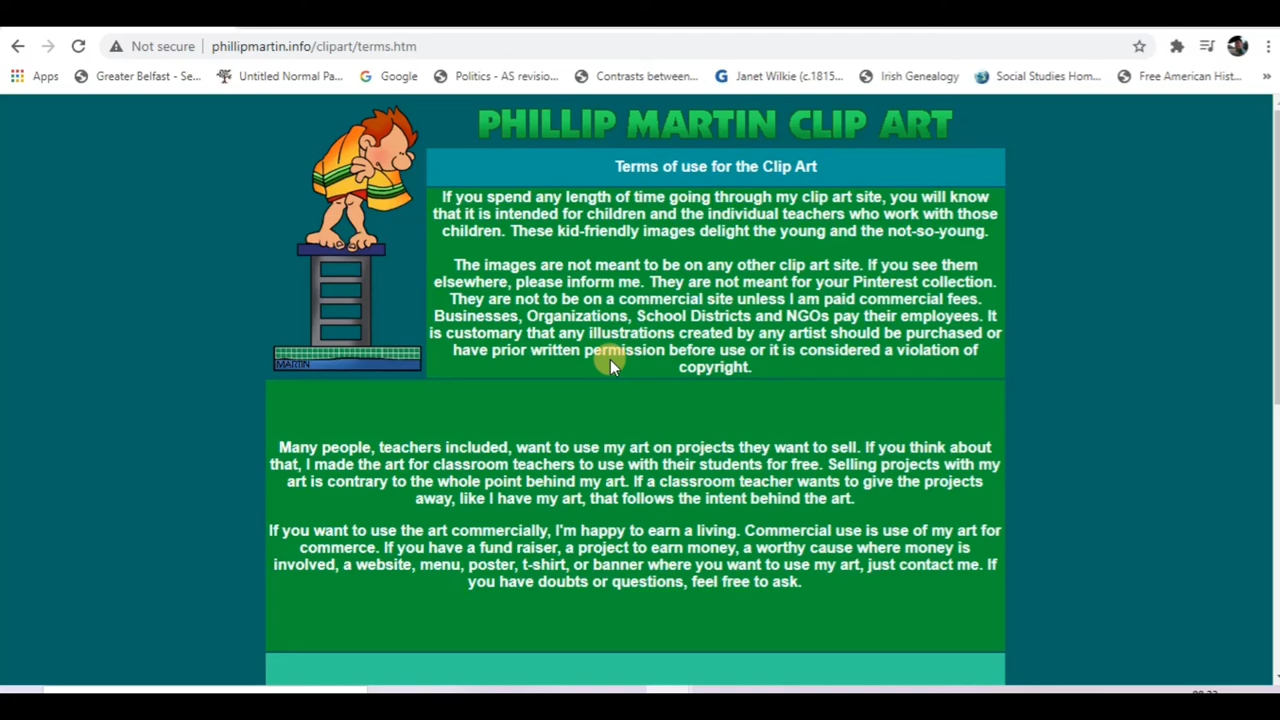 Not secure
phillipmartin.info/clipart/terms.htm
Apps
Greater Belfast - Se...
Untitled Normal Pa...
Google
Politics - AS revisio...
Contrasts between...
Janet Wilkie (c.1815...
Irish Genealogy
Social Studies Hom...
Free American Hist...
PHILLIP MARTIN CLIP ART
Terms of use for the Clip Art
If you spend any length of time going through my clip art site, you will know
that it is intended for children and the individual teachers who work with those
children. These kid-friendly images delight the young and the not-so-young.
The images are not meant to be on any other clip art site. If you see them
elsewhere, please inform me. They are not meant for your Pinterest collection.
They are not to be on a commercial site unless I am paid commercial fees.
Businesses, Organizations, School Districts and NGOs pay their employees. It
is customary that any illustrations created by any artist should be purchased or
have prior written permission before use or it is considered a violation of
copyright.
MARTIN
Many people, teachers included, want to use my art on projects they want to sell. If you think about
that, I made the art for classroom teachers to use with their students for free. Selling projects with my
art is contrary to the whole point behind my art. If a classroom teacher wants to give the projects
away, like I have my art, that follows the intent behind the art.
If you want to use the art commercially, I'm happy to earn a living. Commercial use is use of my art for
commerce. If you have a fund raiser, a project to earn money, a worthy cause where money is
involved, a website, menu, poster, t-shirt, or banner where you want to use my art, just contact me. If
you have doubts or questions, feel free to ask.